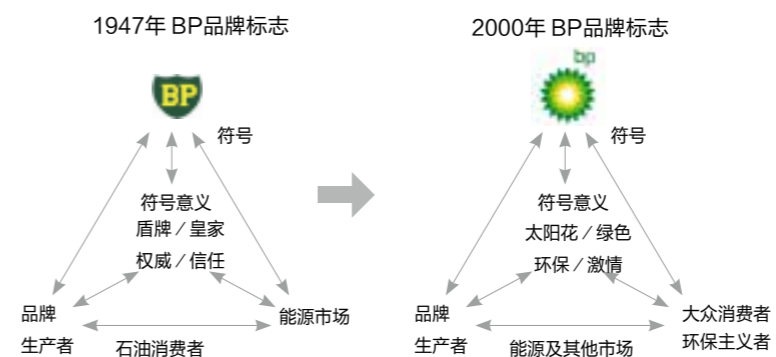 1947年 BP品牌标志
2000年 BP品牌标志
BP
bp
符号
符号
符号意义
盾牌 / 皇家
权威 / 信任
符号意义
太阳花 / 绿色
环保 / 激情
品牌
生产者
能源市场
石油消费者
品牌
生产者
大众消费者
环保主义者
能源及其他市场